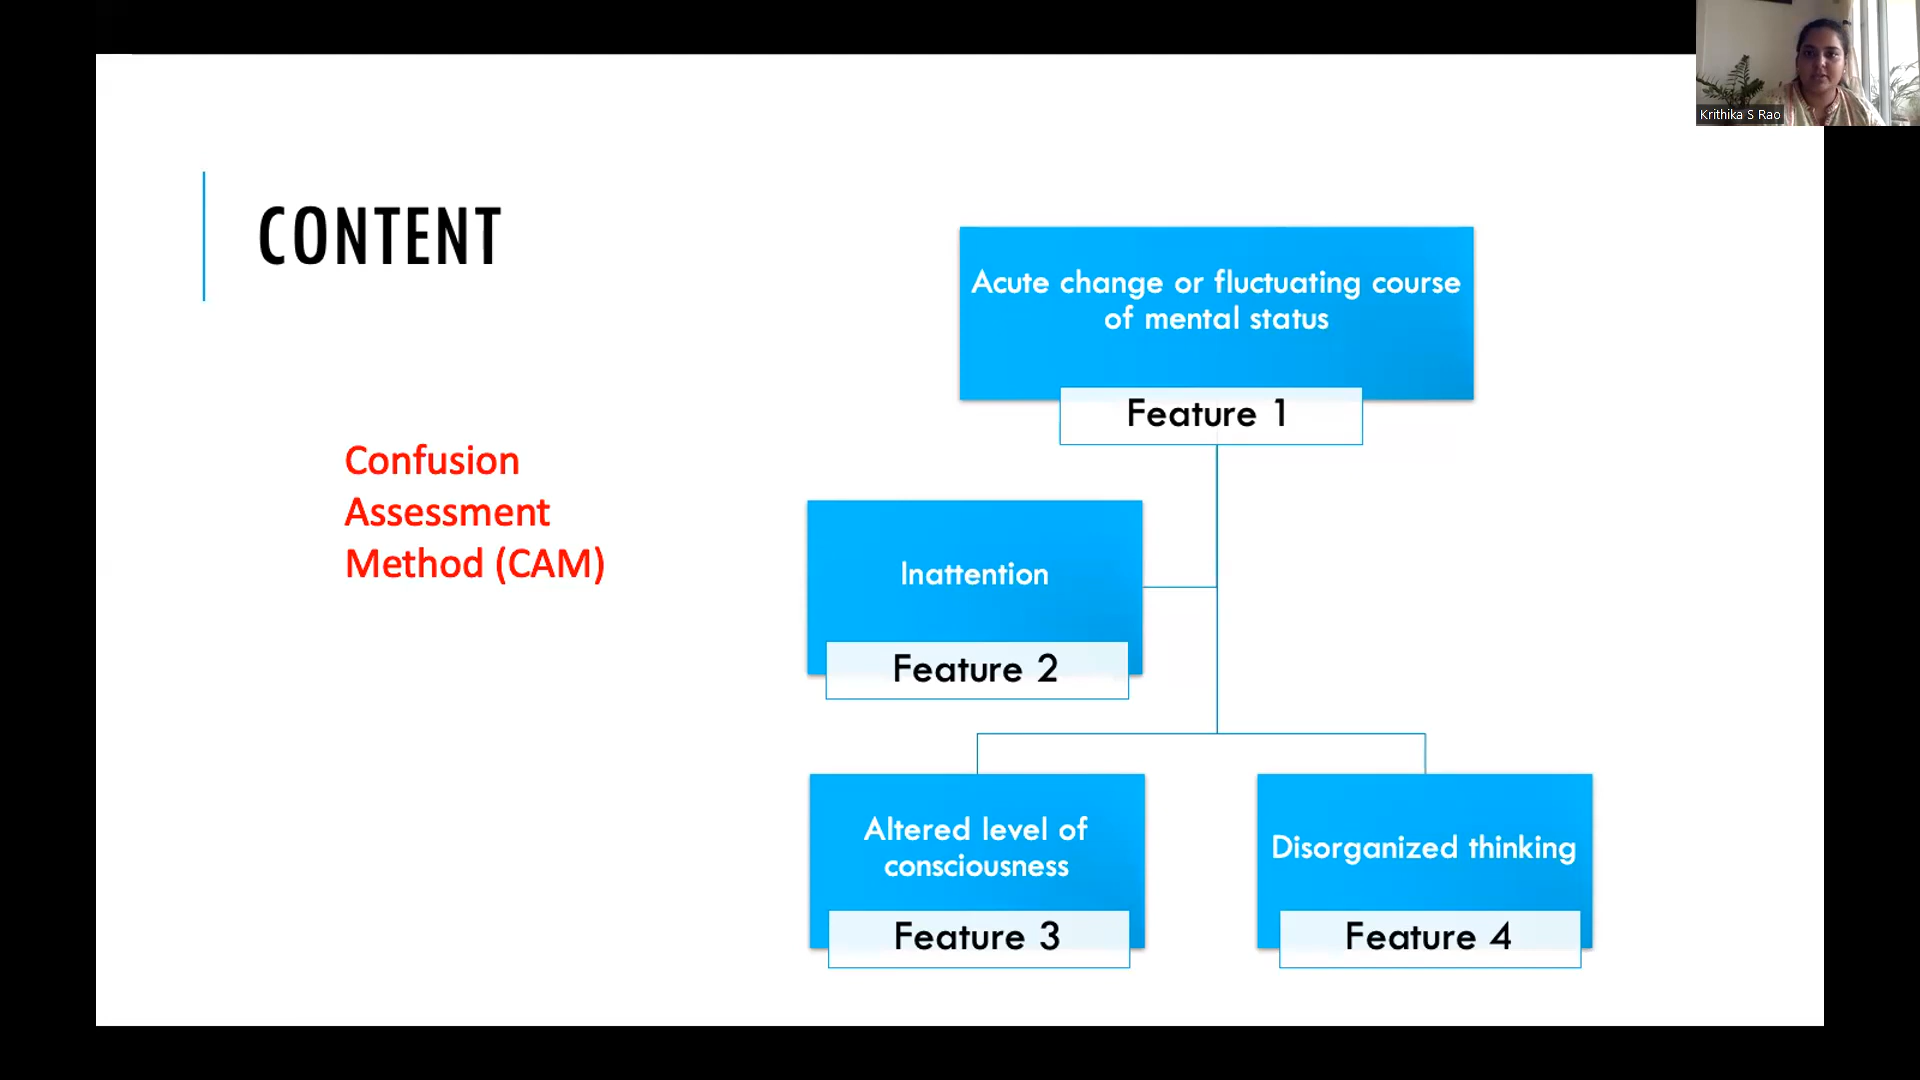 Krithika S Rao
CONTENT
Confusion
Assessment
Method (CAM)
Acute change or fluctuating course
of mental status
Feature 1
Inattention
Feature 2
Altered level of
consciousness
Feature 3
Disorganized thinking
Feature 4